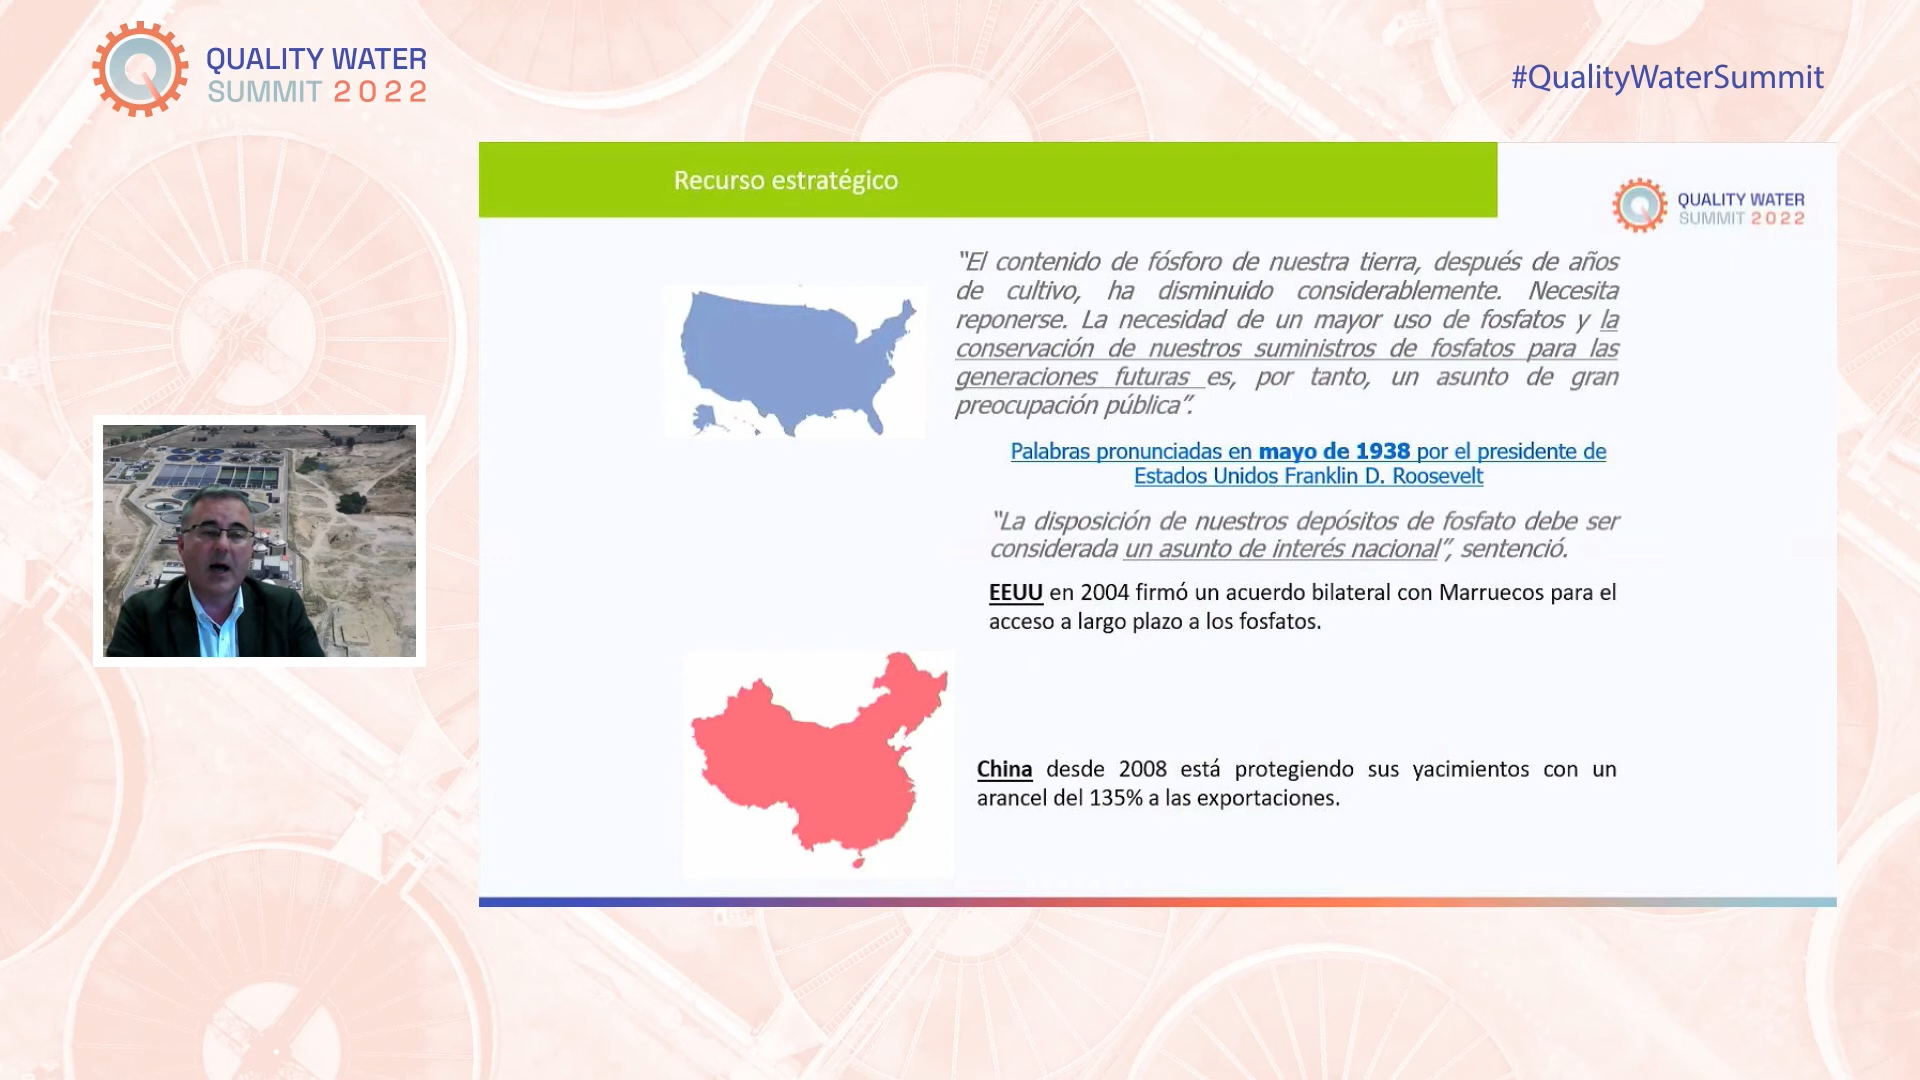 QUALITY WATER
SUMMIT 2022
#QualityWaterSummit
Recurso estratégico
QUALITY WATER
SUMMIT 2022
“El contenido de fósforo de nuestra tierra, después de años
de cultivo, ha disminuido considerablemente. Necesita
reponerse. La necesidad de un mayor uso de fosfatos y la
conservación de nuestros suministros de fosfatos para las
generaciones futuras es, por tanto, un asunto de gran
preocupación pública”.
Palabras pronunciadas en mayo de 1938 por el presidente de
Estados Unidos Franklin D. Roosevelt
“La disposición de nuestros depósitos de fosfato debe ser
considerada un asunto de interés nacional”, sentenció.
EEUU en 2004 firmó un acuerdo bilateral con Marruecos para el
acceso a largo plazo a los fosfatos.
China desde 2008 está protegiendo sus yacimientos con un
arancel del 135% a las exportaciones.